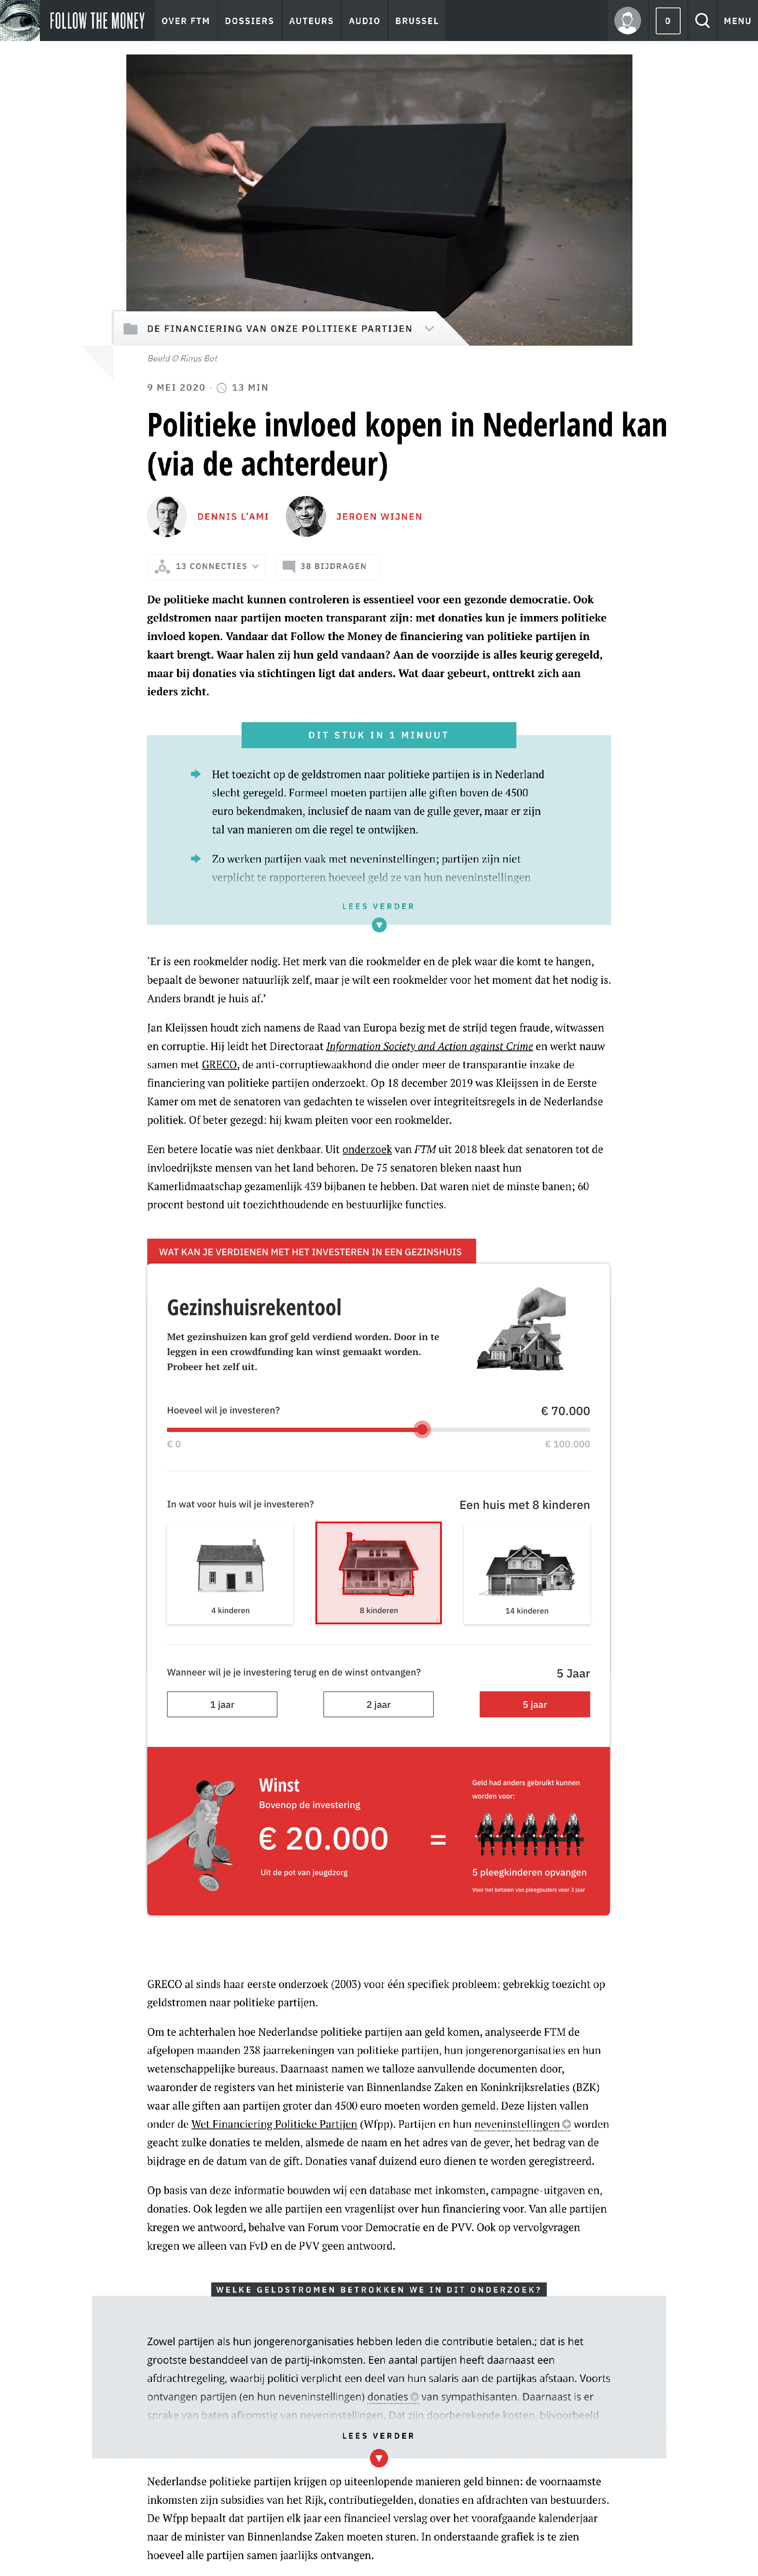 FOLLOW THE MONEY OVER FTM DOSSIERS AUTEURS AUDIO BRUSSEL 0 MENU
DE FINANCIERING VAN ONZE POLITIEKE PARTIJEN
Beeld © Rinus Bot
9 MEI 2020 · 13 MIN
Politieke invloed kopen in Nederland kan
(via de achterdeur)
DENNIS L'AMI JEROEN WIJNEN
13 CONNECTIES 38 BIJDRAGEN
De politieke macht kunnen controleren is essentieel voor een gezonde democratie. Ook
geldstromen naar partijen moeten transparant zijn: met donaties kun je immers politieke
invloed kopen. Vandaar dat Follow the Money de financiering van politieke partijen in
kaart brengt. Waar halen zij hun geld vandaan? Aan de voorzijde is alles keurig geregeld,
maar bij donaties via stichtingen ligt dat anders. Wat daar gebeurt, onttrekt zich aan
ieders zicht.
DIT STUK IN 1 MINUUT
Het toezicht op de geldstromen naar politieke partijen is in Nederland
slecht geregeld. Formeel moeten partijen alle giften boven de 4500
euro bekendmaken, inclusief de naam van de gulle gever, maar er zijn
tal van manieren om die regel te ontwijken.
Zo werken partijen vaak met neveninstellingen; partijen zijn niet
verplicht te rapporteren hoeveel geld ze van hun neveninstellingen
LEES VERDER
‘Er is een rookmelder nodig. Het merk van die rookmelder en de plek waar die komt te hangen,
bepaalt de bewoner natuurlijk zelf, maar je wilt een rookmelder voor het moment dat het nodig is.
Anders brandt je huis af.’
Jan Kleijssen houdt zich namens de Raad van Europa bezig met de strijd tegen fraude, witwassen
en corruptie. Hij leidt het Directoraat Information Society and Action against Crime en werkt nauw
samen met GRECO, de anti-corruptiewaakhond die onder meer de transparantie inzake de
financiering van politieke partijen onderzoekt. Op 18 december 2019 was Kleijssen in de Eerste
Kamer om met de senatoren van gedachten te wisselen over integriteitsregels in de Nederlandse
politiek. Of beter gezegd: hij kwam pleiten voor een rookmelder.
Een betere locatie was niet denkbaar. Uit onderzoek van FTM uit 2018 bleek dat senatoren tot de
invloedrijkste mensen van het land behoren. De 75 senatoren bleken naast hun
Kamerlidmaatschap gezamenlijk 439 bijbanen te hebben. Dat waren niet de minste banen; 60
procent bestond uit toezichthoudende en bestuurlijke functies.
WAT KAN JE VERDIENEN MET HET INVESTEREN IN EEN GEZINSHUIS
Gezinshuisrekentool
Met gezinshuizen kan grof geld verdiend worden. Door in te
leggen in een crowdfunding kan winst gemaakt worden.
Probeer het zelf uit.
Hoeveel wil je investeren? € 70.000
€ 0 € 100.000
In wat voor huis wil je investeren? Een huis met 8 kinderen
4 kinderen 8 kinderen 14 kinderen
Wanneer wil je je investering terug en de winst ontvangen? 5 Jaar
1 jaar 2 jaar 5 jaar
Winst
Bovenop de investering
€ 20.000
Uit de pot van jeugdzorg
=
Geld had anders gebruikt kunnen
worden voor:
5 pleegkinderen opvangen
Voor het betalen van pleegouders voor 3 jaar
GRECO al sinds haar eerste onderzoek (2003) voor één specifiek probleem: gebrekkig toezicht op
geldstromen naar politieke partijen.
Om te achterhalen hoe Nederlandse politieke partijen aan geld komen, analyseerde FTM de
afgelopen maanden 238 jaarrekeningen van politieke partijen, hun jongerenorganisaties en hun
wetenschappelijke bureaus. Daarnaast namen we talloze aanvullende documenten door,
waaronder de registers van het ministerie van Binnenlandse Zaken en Koninkrijksrelaties (BZK)
waar alle giften aan partijen groter dan 4500 euro moeten worden gemeld. Deze lijsten vallen
onder de Wet Financiering Politieke Partijen (Wfpp). Partijen en hun neveninstellingen worden
geacht zulke donaties te melden, alsmede de naam en het adres van de gever, het bedrag van de
bijdrage en de datum van de gift. Donaties vanaf duizend euro dienen te worden geregistreerd.
Op basis van deze informatie bouwden wij een database met inkomsten, campagne-uitgaven en,
donaties. Ook legden we alle partijen een vragenlijst over hun financiering voor. Van alle partijen
kregen we antwoord, behalve van Forum voor Democratie en de PVV. Ook op vervolgvragen
kregen we alleen van FvD en de PVV geen antwoord.
WELKE GELDSTROMEN BETROKKEN WE IN DIT ONDERZOEK?
Zowel partijen als hun jongerenorganisaties hebben leden die contributie betalen.; dat is het
grootste bestanddeel van de partij-inkomsten. Een aantal partijen heeft daarnaast een
afdrachtregeling, waarbij politici verplicht een deel van hun salaris aan de partijkas afstaan. Voorts
ontvangen partijen (en hun neveninstellingen) donaties van sympathisanten. Daarnaast is er
sprake van baten afkomstig van neveninstellingen. Dat zijn doorberekende kosten, bijvoorbeeld
LEES VERDER
Nederlandse politieke partijen krijgen op uiteenlopende manieren geld binnen: de voornaamste
inkomsten zijn subsidies van het Rijk, contributiegelden, donaties en afdrachten van bestuurders.
De Wfpp bepaalt dat partijen elk jaar een financieel verslag over het voorafgaande kalenderjaar
naar de minister van Binnenlandse Zaken moeten sturen. In onderstaande grafiek is te zien
hoeveel alle partijen samen jaarlijks ontvangen.